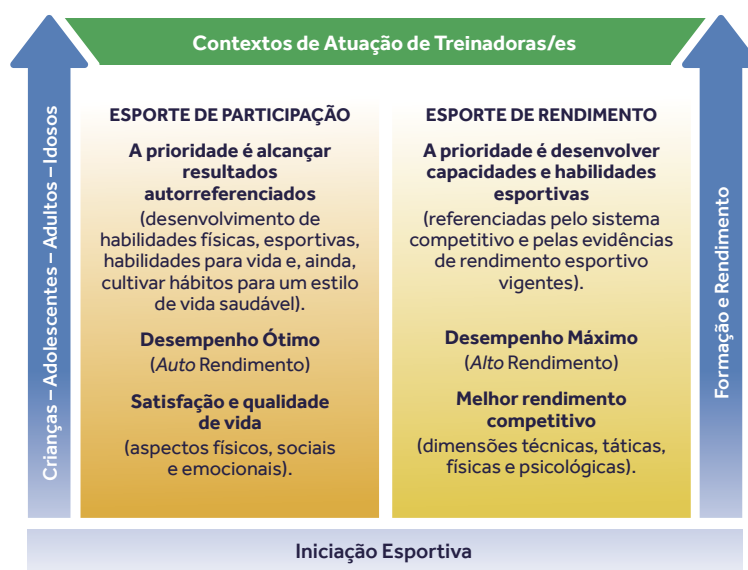 Contextos de Atuação de Treinadoras/es
Crianças – Adolescentes – Adultos – Idosos
ESPORTE DE PARTICIPAÇÃO
A prioridade é alcançar
resultados
autorreferenciados
(desenvolvimento de
habilidades físicas, esportivas,
habilidades para vida e, ainda,
cultivar hábitos para um estilo
de vida saudável).
Desempenho Ótimo
(Auto Rendimento)
Satisfação e qualidade
de vida
(aspectos físicos, sociais
e emocionais).
ESPORTE DE RENDIMENTO
A prioridade é desenvolver
capacidades e habilidades
esportivas
(referenciadas pelo sistema
competitivo e pelas evidências
de rendimento esportivo
vigentes).
Desempenho Máximo
(Alto Rendimento)
Melhor rendimento
competitivo
(dimensões técnicas, táticas,
físicas e psicológicas).
Formação e Rendimento
Iniciação Esportiva